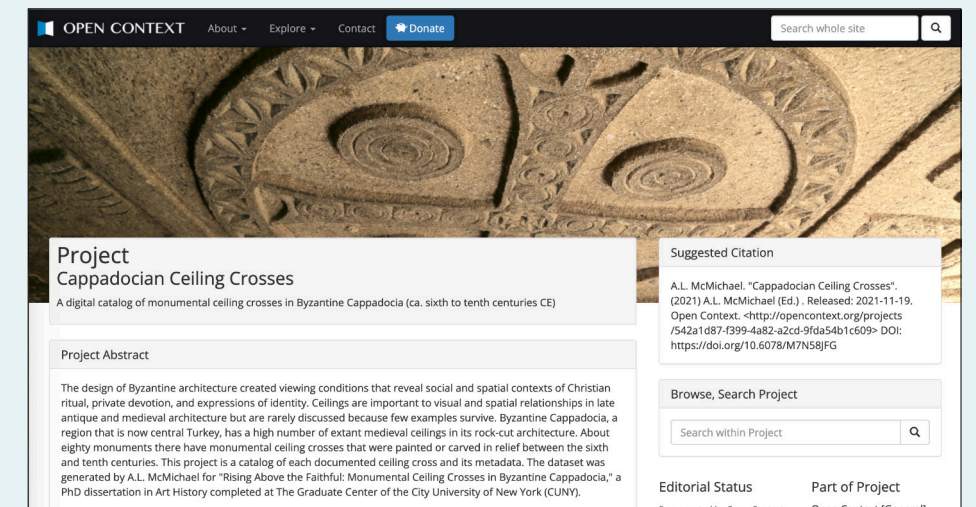 OPEN CONTEXT About Explore Contact Donate Search whole site
Project
Cappadocian Ceiling Crosses
A digital catalog of monumental ceiling crosses in Byzantine Cappadocia (ca. sixth to tenth centuries CE)
Project Abstract
The design of Byzantine architecture created viewing conditions that reveal social and spatial contexts of Christian
ritual, private devotion, and expressions of identity. Ceilings are important to visual and spatial relationships in late
antique and medieval architecture but are rarely discussed because few examples survive. Byzantine Cappadocia, a
region that is now central Turkey, has a high number of extant medieval ceilings in its rock-cut architecture. About
eighty monuments there have monumental ceiling crosses that were painted or carved in relief between the sixth
and tenth centuries. This project is a catalog of each documented ceiling cross and its metadata. The dataset was
generated by A.L. McMichael for "Rising Above the Faithful: Monumental Ceiling Crosses in Byzantine Cappadocia," a
PhD dissertation in Art History completed at The Graduate Center of the City University of New York (CUNY).
Suggested Citation
A.L. McMichael. "Cappadocian Ceiling Crosses".
(2021) A.L. McMichael (Ed.) . Released: 2021-11-19.
Open Context. <http://opencontext.org/projects
/542a1d87-f399-4a82-a2cd-9fda54b1c609> DOI:
https://doi.org/10.6078/M7N58JFG
Browse, Search Project
Search within Project
Editorial Status
Part of Project